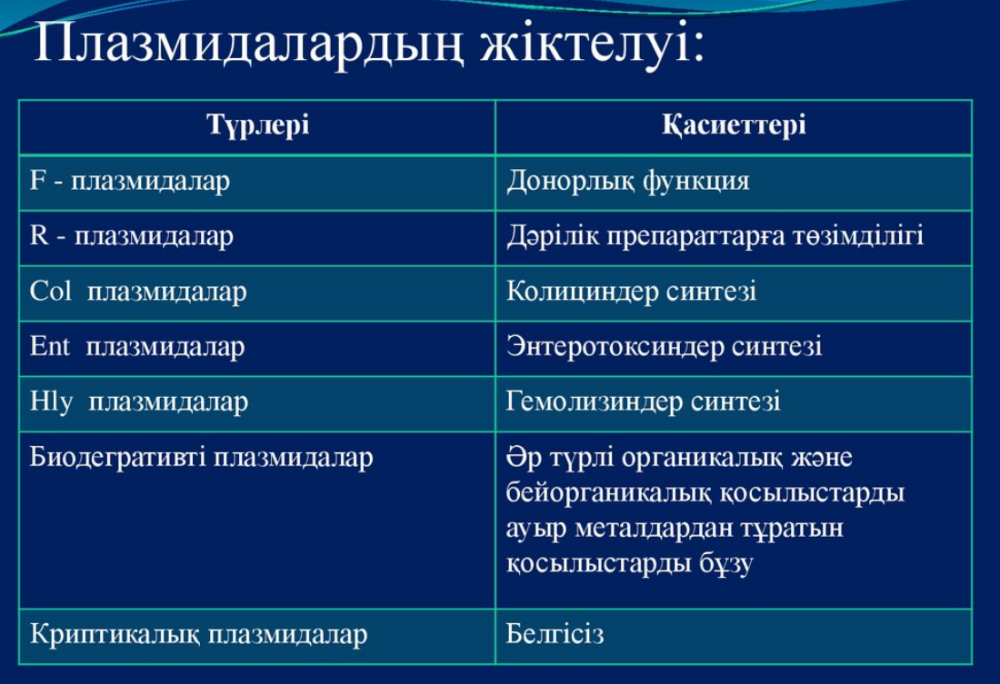 Плазмидалардың жіктелуі:
Түрлері
Қасиеттері
F - плазмидалар
Донорлық функция
R - плазмидалар
Дәрілік препараттарға төзімділігі
Col плазмидалар
Колициндер синтезі
Ent плазмидалар
Энтеротоксиндер синтезі
Hly плазмидалар
Гемолизиндер синтезі
Биодегративті плазмидалар
Әр түрлі органикалық және
бейорганикалық қосылыстарды
ауыр металдардан тұратын
қосылыстарды бұзу
Криптикалық плазмидалар
Белгісіз